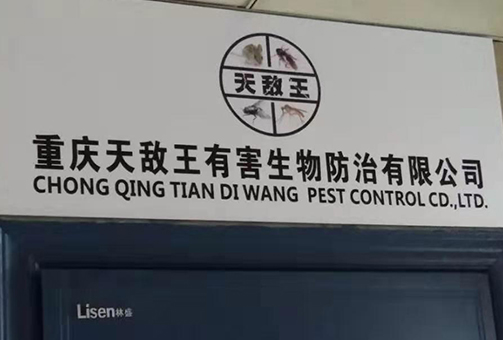 天敌王
重庆天敌王有害生物防治有限公司
CHONG QING TIAN DI WANG PEST CONTROL CD.,LTD.
Lisen林盛